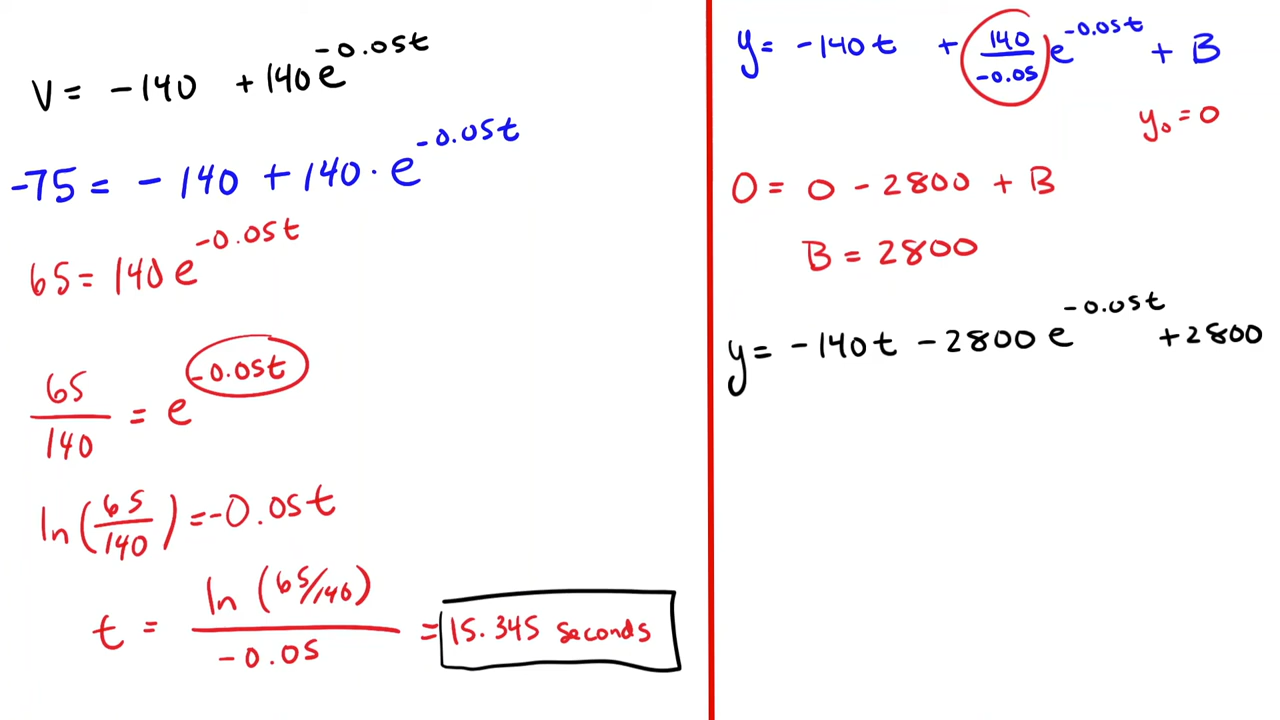 V = -140 + 140e^-0.05t
-75 = -140 + 140 · e^-0.05t
65 = 140e^-0.05t
65/140 = e^-0.05t
ln(65/140) = -0.05t
t = ln(65/140)/-0.05 = 15.345 seconds
y = -140t + 140/-0.05 e^-0.05t + B
y₀ = 0
0 = 0 - 2800 + B
B = 2800
y = -140t - 2800e^-0.05t + 2800